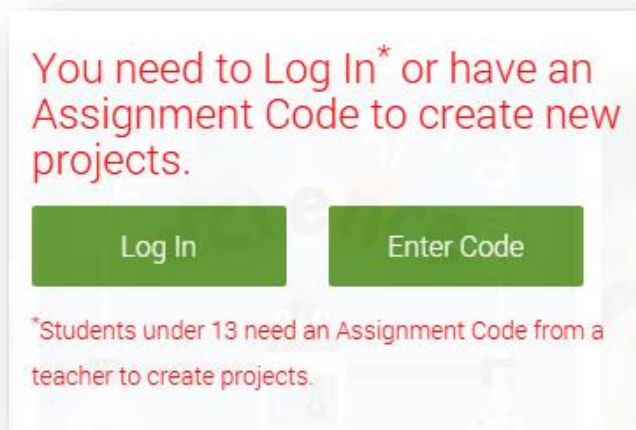 You need to Log In* or have an
Assignment Code to create new
projects.
Log In
Enter Code
*Students under 13 need an Assignment Code from a
teacher to create projects.